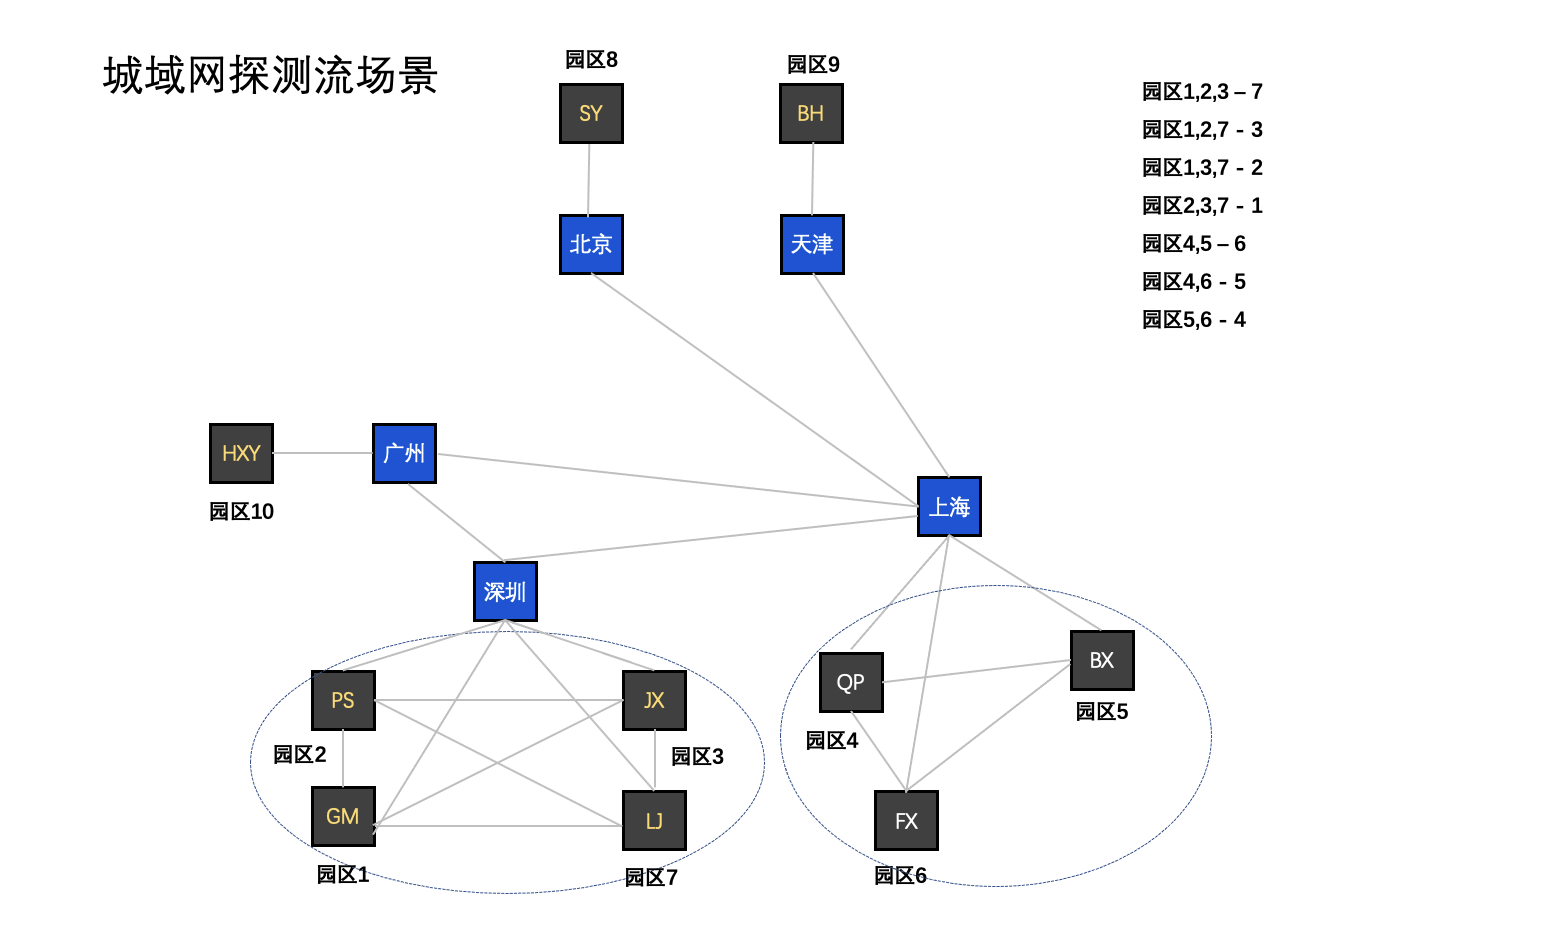 城域网探测流场景
园区8
园区9
SY
BH
北京
天津
园区1,2,3 – 7
园区1,2,7 - 3
园区1,3,7 - 2
园区2,3,7 - 1
园区4,5 – 6
园区4,6 - 5
园区5,6 - 4
HXY
广州
园区10
上海
深圳
PS
JX
园区2
园区3
GM
LJ
园区1
园区7
QP
BX
园区4
园区5
FX
园区6